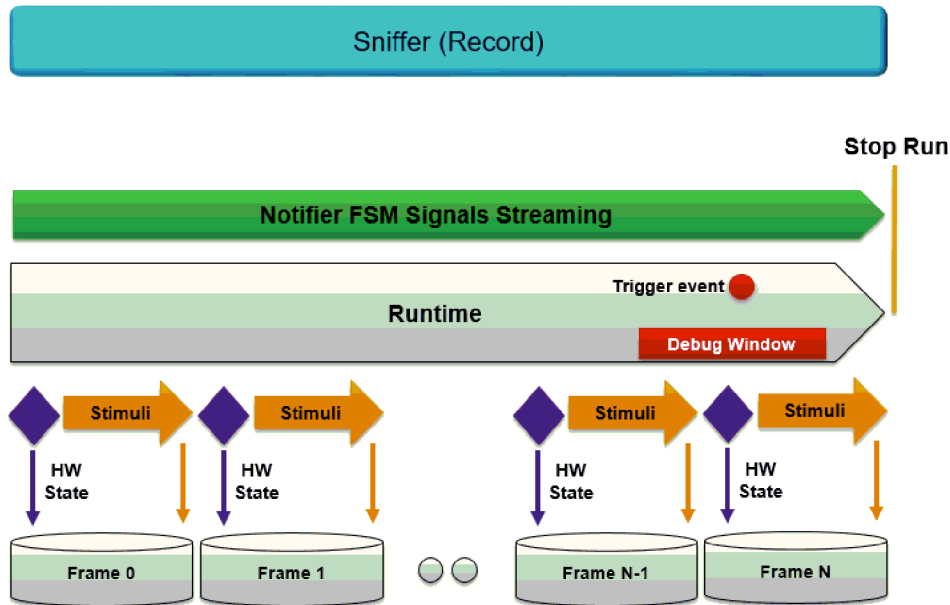 Sniffer (Record)
Stop Run
Notifier FSM Signals Streaming
Trigger event
Runtime
Debug Window
Stimuli
Stimuli
Stimuli
Stimuli
HW
State
HW
State
HW
State
HW
State
Frame 0
Frame 1
Frame N-1
Frame N